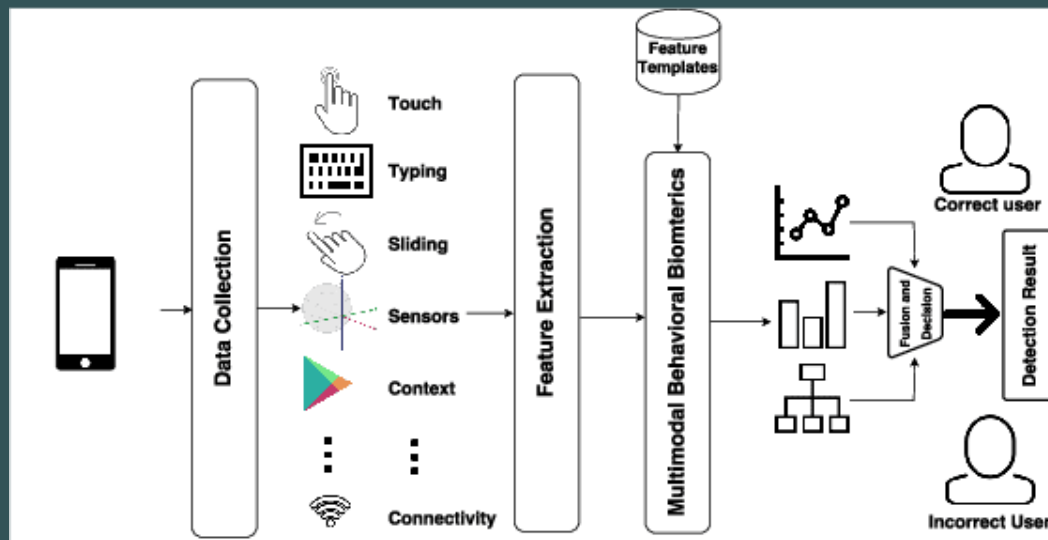 Feature
Templates
Touch
Typing
Sliding
Sensors
Context
Connectivity
Data Collection
Feature Extraction
Multimodal Behavioral Biomterics
Fusion and
Decision
Correct user
Detection Result
Incorrect User